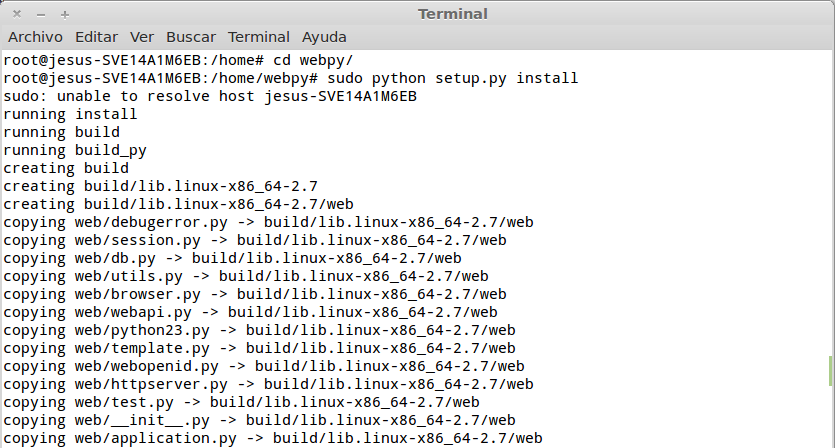 Terminal
Archivo Editar Ver Buscar Terminal Ayuda
root@jesus-SVE14A1M6EB:/home# cd webpy/
root@jesus-SVE14A1M6EB:/home/webpy# sudo python setup.py install
sudo: unable to resolve host jesus-SVE14A1M6EB
running install
running build
running build_py
creating build
creating build/lib.linux-x86_64-2.7
creating build/lib.linux-x86_64-2.7/web
copying web/debugerror.py -> build/lib.linux-x86_64-2.7/web
copying web/session.py -> build/lib.linux-x86_64-2.7/web
copying web/db.py -> build/lib.linux-x86_64-2.7/web
copying web/utils.py -> build/lib.linux-x86_64-2.7/web
copying web/browser.py -> build/lib.linux-x86_64-2.7/web
copying web/webapi.py -> build/lib.linux-x86_64-2.7/web
copying web/python23.py -> build/lib.linux-x86_64-2.7/web
copying web/template.py -> build/lib.linux-x86_64-2.7/web
copying web/webopenid.py -> build/lib.linux-x86_64-2.7/web
copying web/httpserver.py -> build/lib.linux-x86_64-2.7/web
copying web/test.py -> build/lib.linux-x86_64-2.7/web
copying web/__init__.py -> build/lib.linux-x86_64-2.7/web
copying web/application.py -> build/lib.linux-x86_64-2.7/web